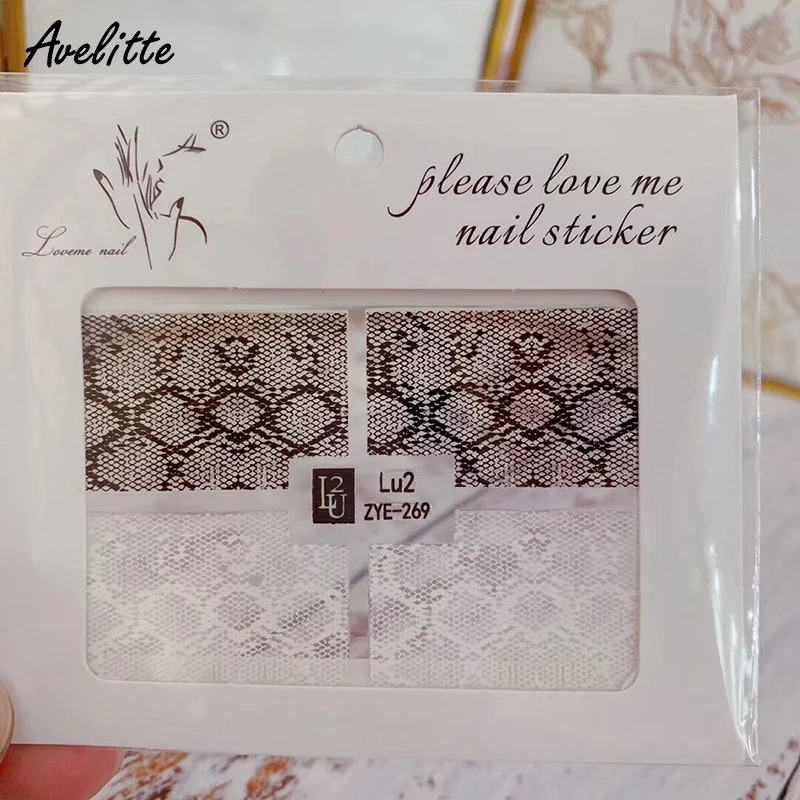 Avelitte
®
Loveme nail
please love me
nail sticker
L2U
Lu2
ZYE-269